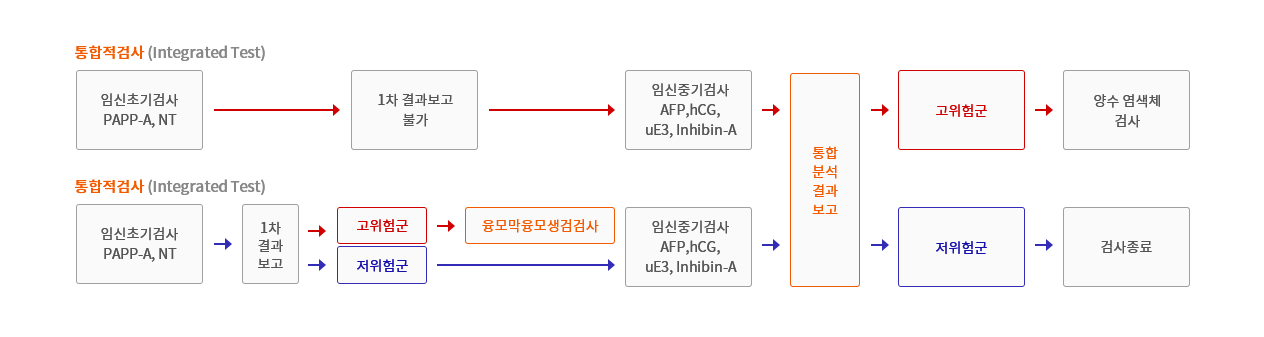 통합적검사 (Integrated Test)
임신초기검사
PAPP-A, NT
1차 결과보고
불가
임신중기검사
AFP,hCG,
uE3, Inhibin-A
통합
분석
결과
보고
고위험군
양수 염색체
검사
통합적검사 (Integrated Test)
임신초기검사
PAPP-A, NT
1차
결과
보고
고위험군
융모막융모생검검사
저위험군
임신중기검사
AFP,hCG,
uE3, Inhibin-A
저위험군
검사종료